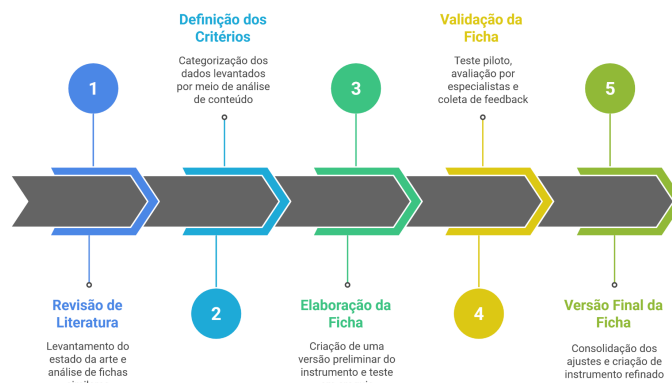 1
Revisão de
Literatura
Levantamento do
estado da arte e
análise de fichas
Definição dos
Critérios
Categorização dos
dados levantados
por meio de análise
de conteúdo
2
3
Elaboração da
Ficha
Criação de uma
versão preliminar do
instrumento e teste
Validação da
Ficha
Teste piloto,
avaliação por
especialistas e
coleta de feedback
4
5
Versão Final da
Ficha
Consolidação dos
ajustes e criação de
instrumento refinado